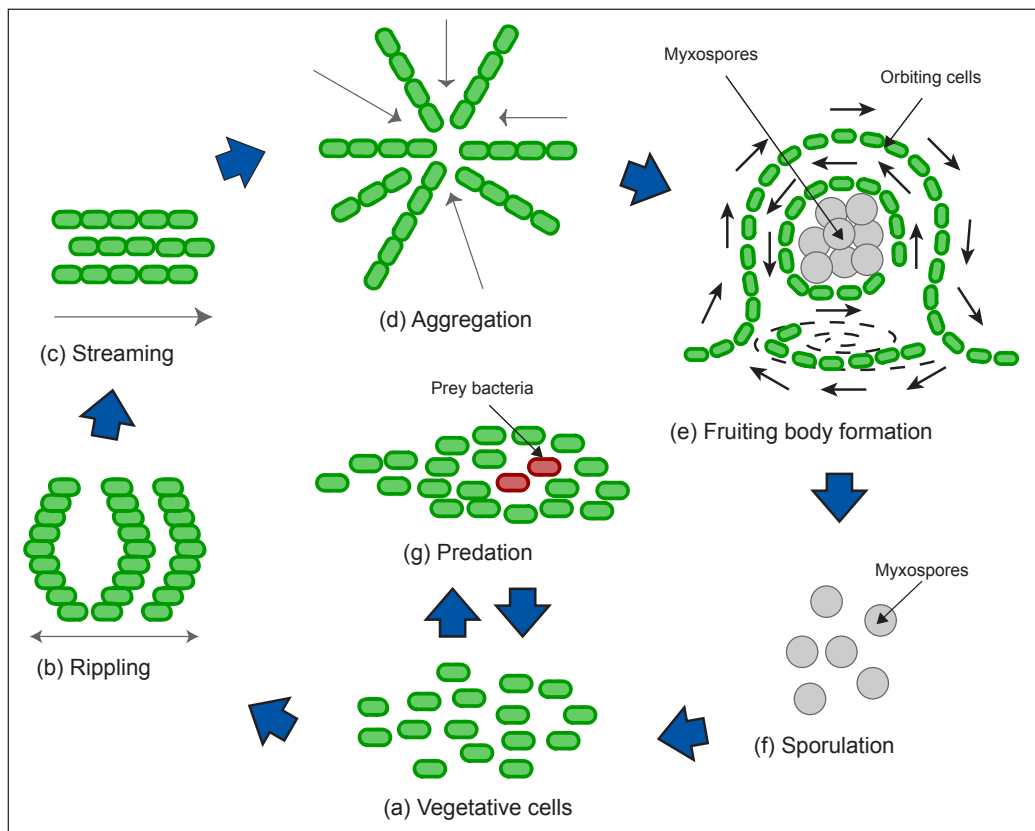 Myxospores
Orbiting cells
(d) Aggregation
(c) Streaming
Prey bacteria
(e) Fruiting body formation
(g) Predation
Myxospores
(b) Rippling
(f) Sporulation
(a) Vegetative cells